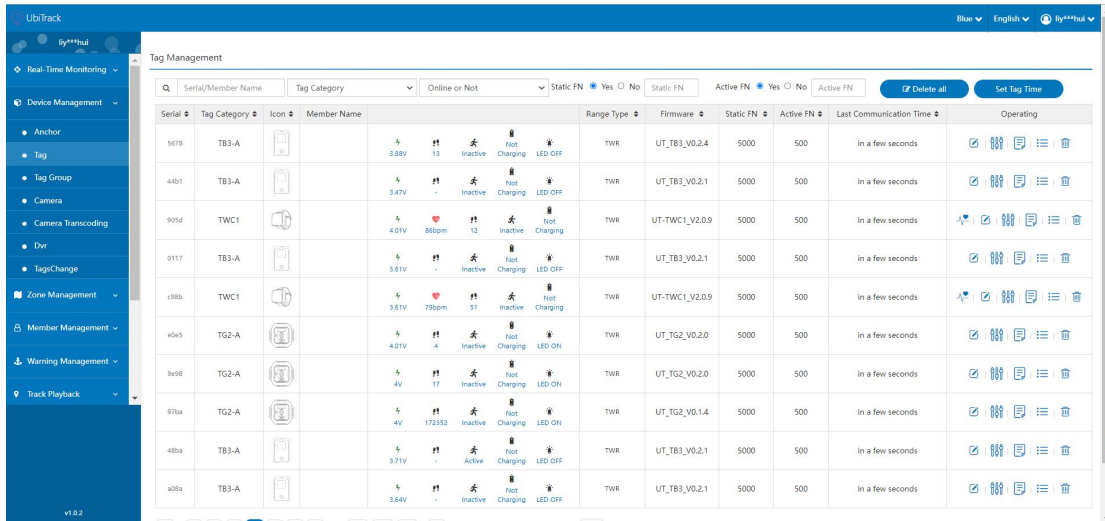 UbiTrack
Blue English liy***hui
liy***hui
Real-Time Monitoring
Device Management
Anchor
Tag
Tag Group
Camera
Camera Transcoding
Dvr
TagsChange
Zone Management
Member Management
Warning Management
Track Playback
v1.0.2
Tag Management
Serial/Member Name Tag Category Online or Not Static FN Yes No Static FN Active FN Yes No Active FN Delete all Set Tag Time
Serial Tag Category Icon Member Name Range Type Firmware Static FN Active FN Last Communication Time Operating
5678 TB3-A 3.88V 13 Inactive Not Charging LED OFF TWR UT_TB3_V0.2.4 5000 500 in a few seconds
44b1 TB3-A 3.47V - Inactive Not Charging LED OFF TWR UT_TB3_V0.2.1 5000 500 in a few seconds
905d TWC1 4.01V 86bpm 12 Inactive Not Charging TWR UT-TWC1_V2.0.9 5000 500 in a few seconds
0117 TB3-A 3.61V - Inactive Not Charging LED OFF TWR UT_TB3_V0.2.1 5000 500 in a few seconds
c98b TWC1 3.61V 79bpm 51 Inactive Not Charging TWR UT-TWC1_V2.0.9 5000 500 in a few seconds
e0e5 TG2-A 4.01V 4 Inactive Not Charging LED ON TWR UT_TG2_V0.2.0 5000 500 in a few seconds
9e98 TG2-A 4V 17 Inactive Not Charging LED ON TWR UT_TG2_V0.2.0 5000 500 in a few seconds
97ba TG2-A 4V 172352 Inactive Not Charging LED ON TWR UT_TG2_V0.1.4 5000 500 in a few seconds
48ba TB3-A 3.71V - Active Not Charging LED OFF TWR UT_TB3_V0.2.1 5000 500 in a few seconds
a08a TB3-A 3.64V - Inactive Not Charging LED OFF TWR UT_TB3_V0.2.1 5000 500 in a few seconds